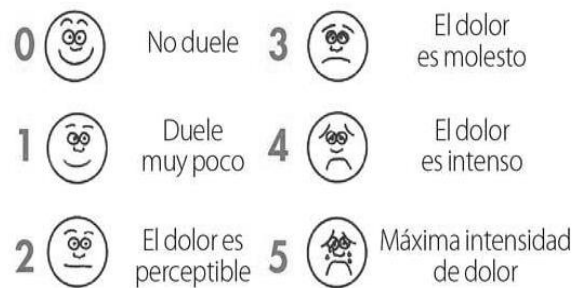 0 No duele
1 Duele
muy poco
2 El dolor es
perceptible
3 El dolor
es molesto
4 El dolor
es intenso
5 Máxima intensidad
de dolor